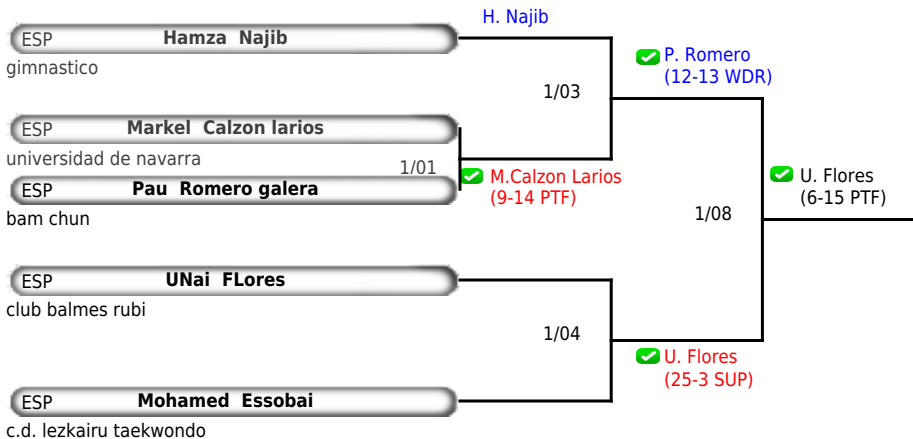 H. Najib
ESP Hamza Najib
gimnastico
P. Romero
(12-13 WDR)
1/03
ESP Markel Calzon larios
universidad de navarra
1/01
M.Calzon Larios
(9-14 PTF)
ESP Pau Romero galera
bam chun
U. Flores
(6-15 PTF)
1/08
ESP UNai FLores
club balmes rubi
1/04
U. Flores
(25-3 SUP)
ESP Mohamed Essobai
c.d. lezkairu taekwondo